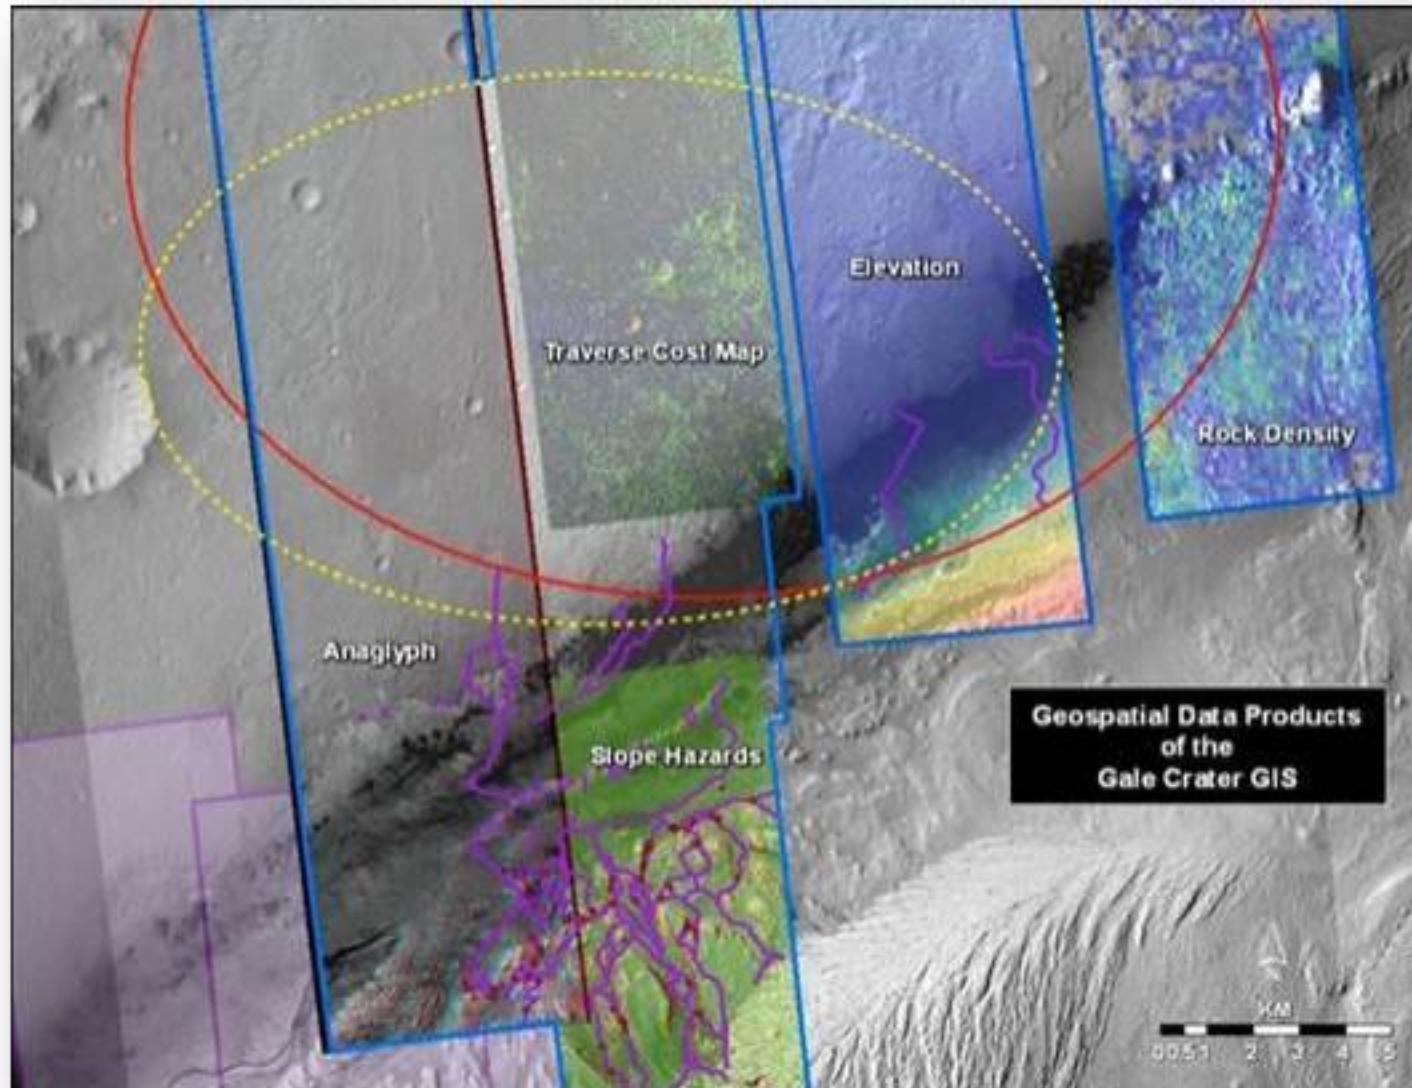 Elevation
Traverse Cost Map
Rock Density
Anaglyph
Slope Hazards
Geospatial Data Products
of the
Gale Crater GIS
KM
0 0.5 1 2 3 4 5